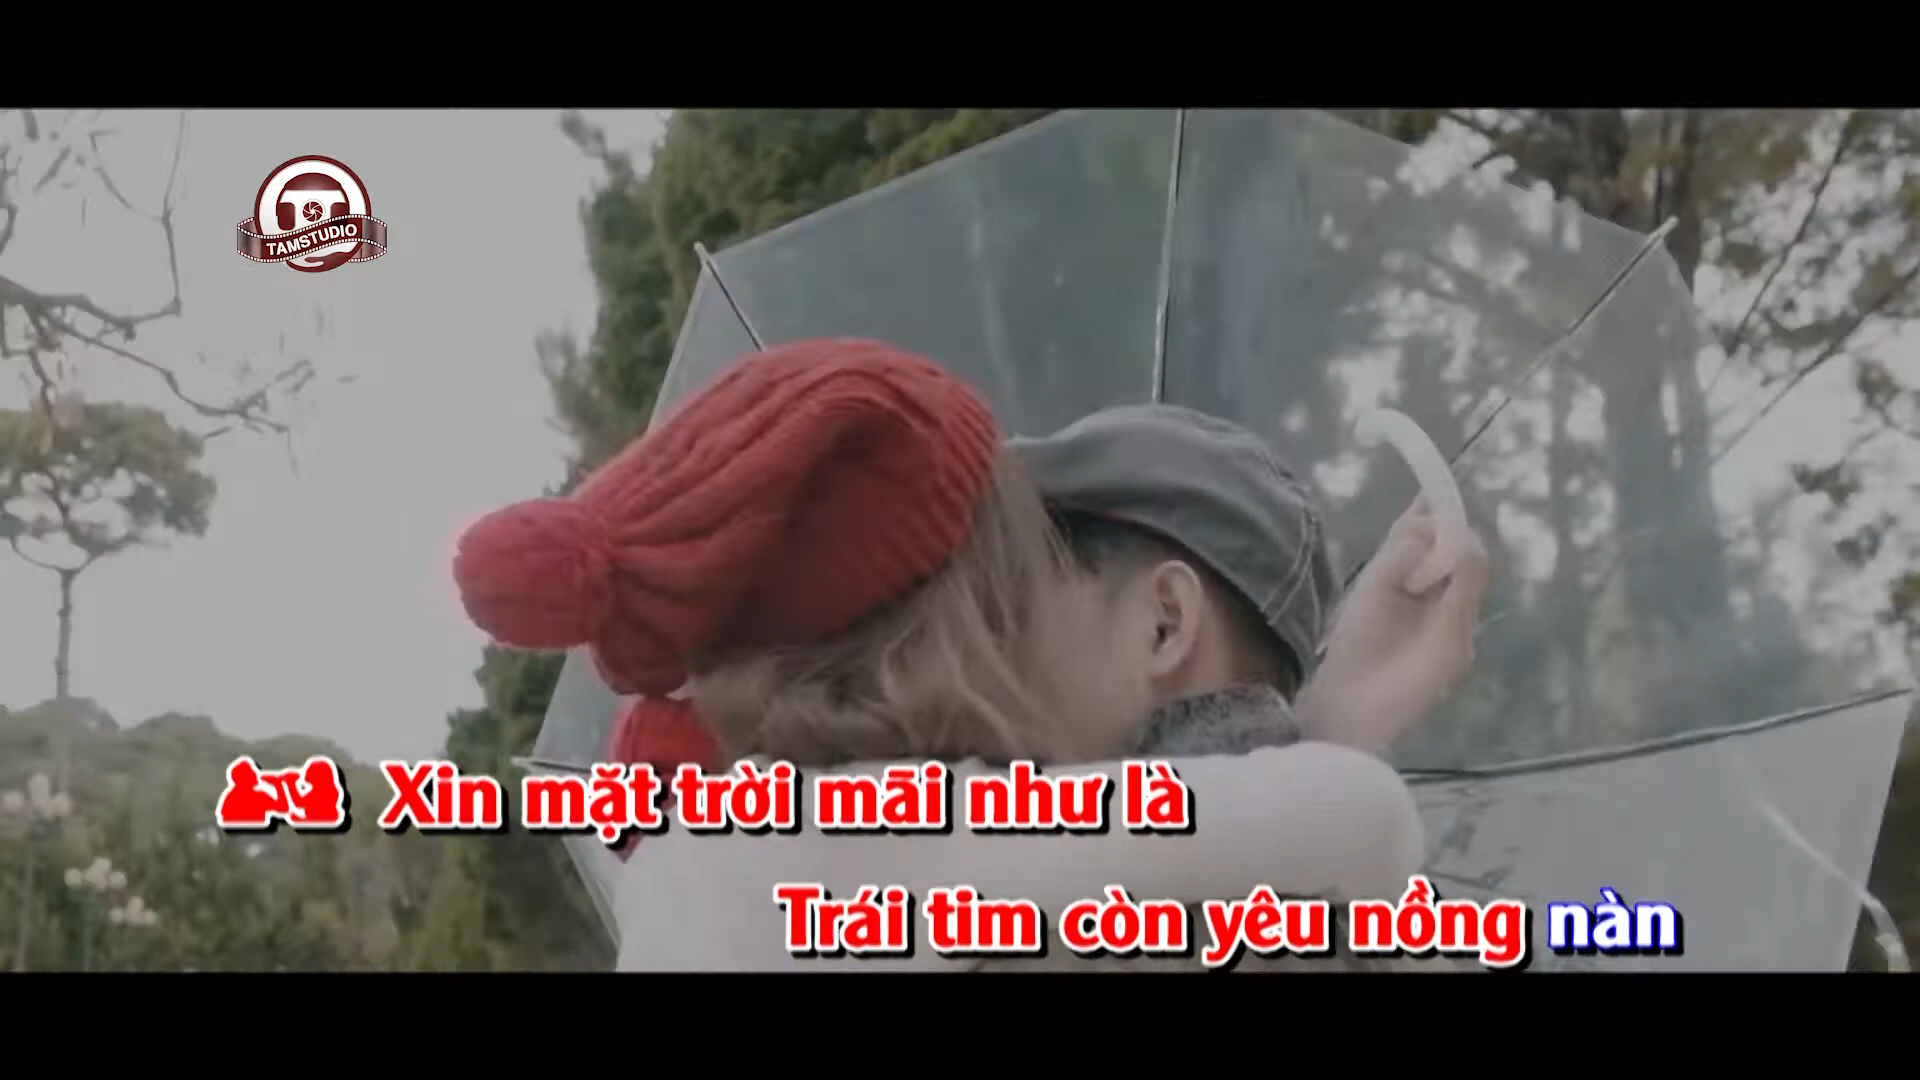 TAMSTUDIO
Xin mặt trời mãi như là
Trái tim còn yêu nồng nàn